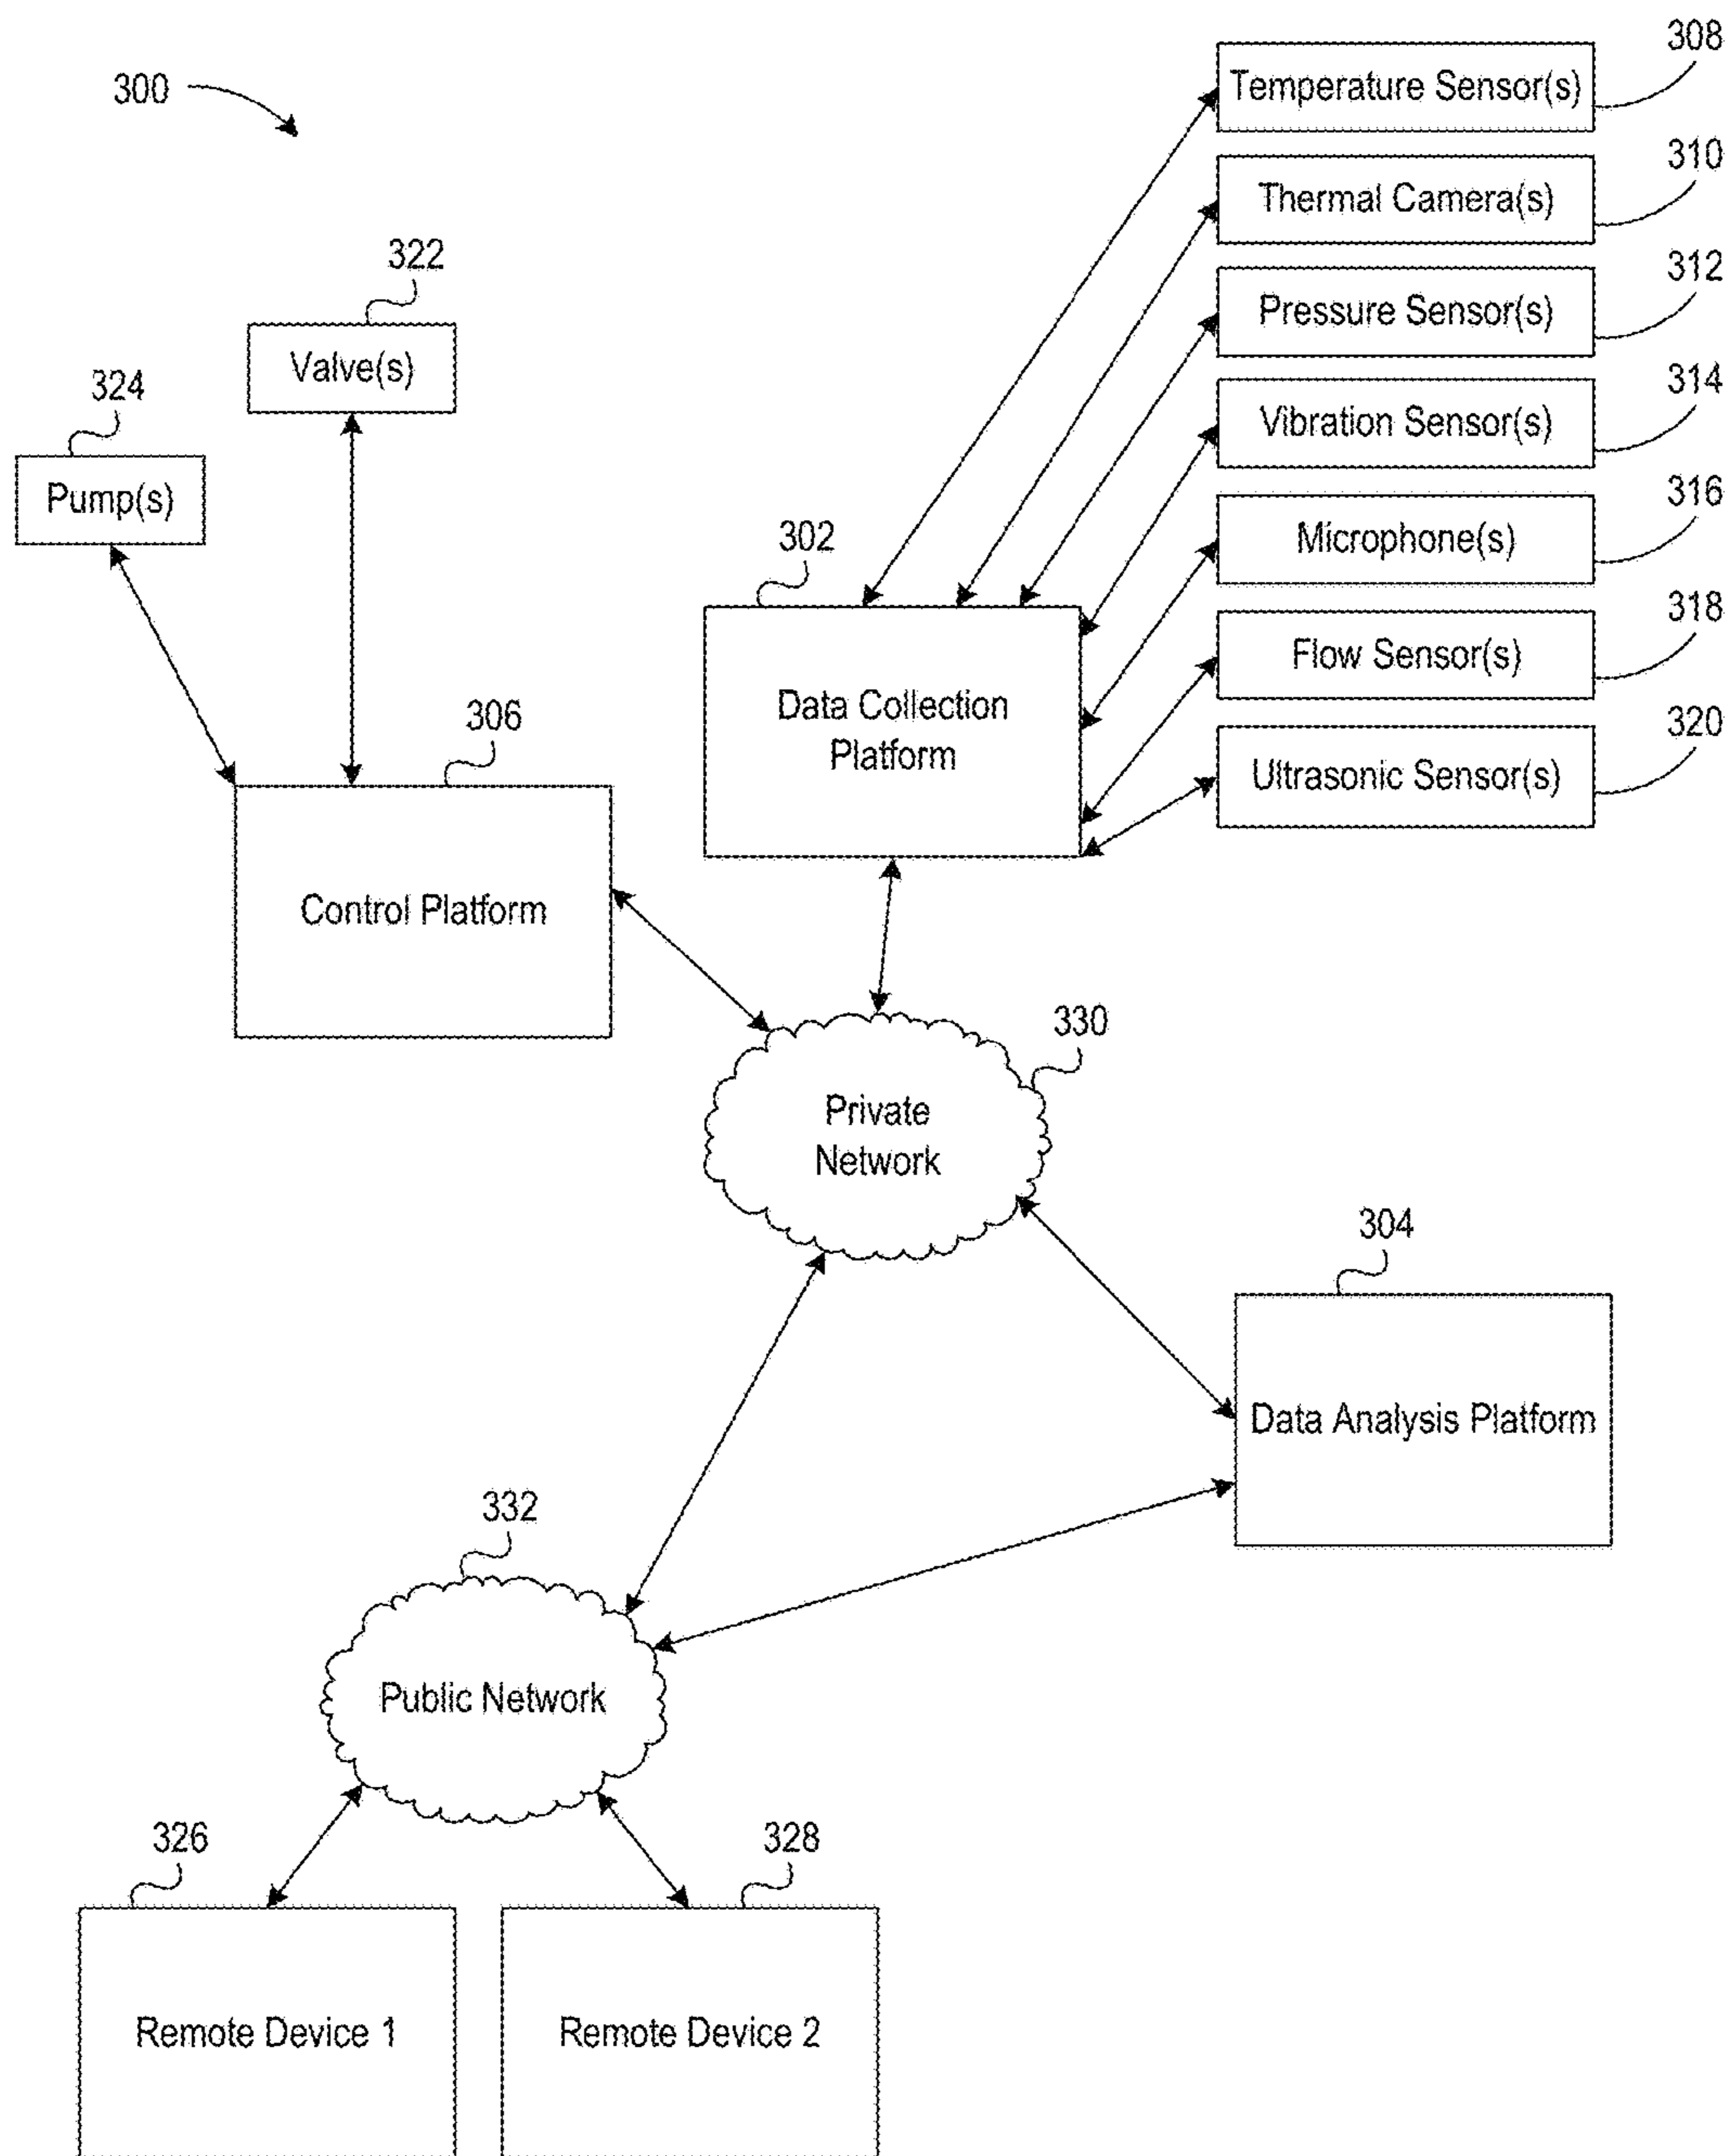 300
308
Temperature Sensor(s)
310
Thermal Camera(s)
312
Pressure Sensor(s)
314
Vibration Sensor(s)
316
Microphone(s)
318
Flow Sensor(s)
320
Ultrasonic Sensor(s)
322
Valve(s)
324
Pump(s)
302
Data Collection
Platform
306
Control Platform
330
Private
Network
304
Data Analysis Platform
332
Public Network
326
Remote Device 1
328
Remote Device 2